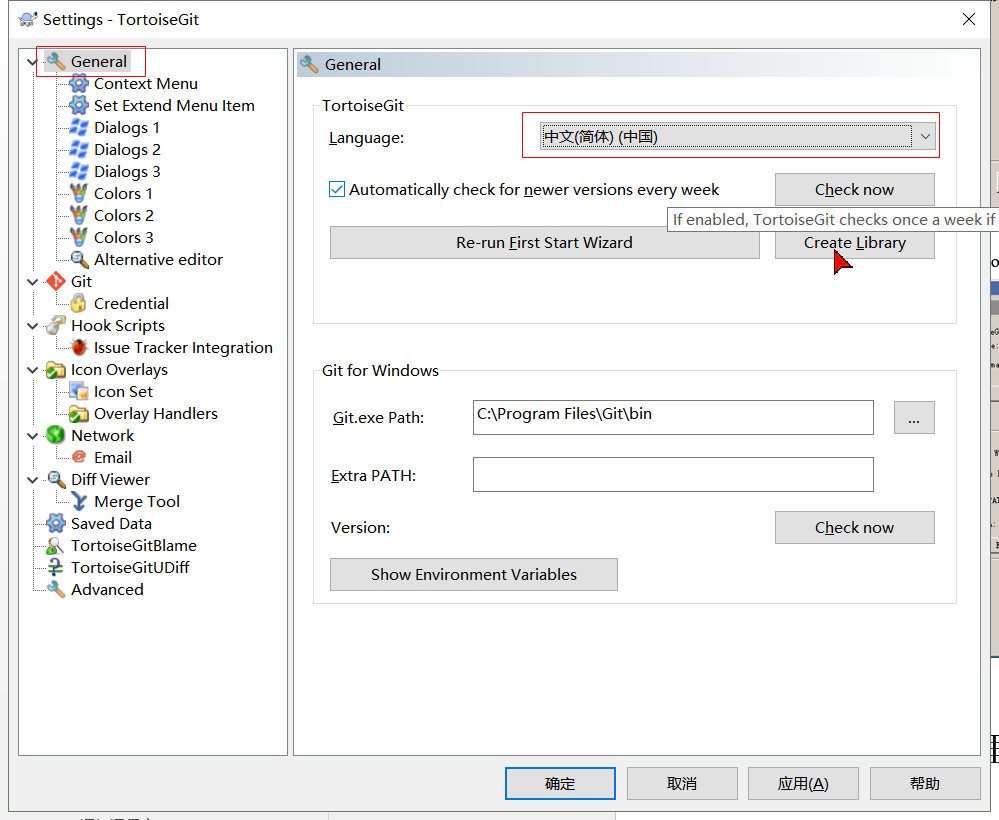 Settings - TortoiseGit
General
Context Menu
Set Extend Menu Item
Dialogs 1
Dialogs 2
Dialogs 3
Colors 1
Colors 2
Colors 3
Alternative editor
Git
Credential
Hook Scripts
Issue Tracker Integration
Icon Overlays
Icon Set
Overlay Handlers
Network
Email
Diff Viewer
Merge Tool
Saved Data
TortoiseGitBlame
TortoiseGitUDiff
Advanced
General
TortoiseGit
Language: 中文(简体) (中国)
Automatically check for newer versions every week Check now
If enabled, TortoiseGit checks once a week if
Re-run First Start Wizard Create Library
Git for Windows
Git.exe Path: C:\Program Files\Git\bin ...
Extra PATH:
Version: Check now
Show Environment Variables
确定 取消 应用(A) 帮助